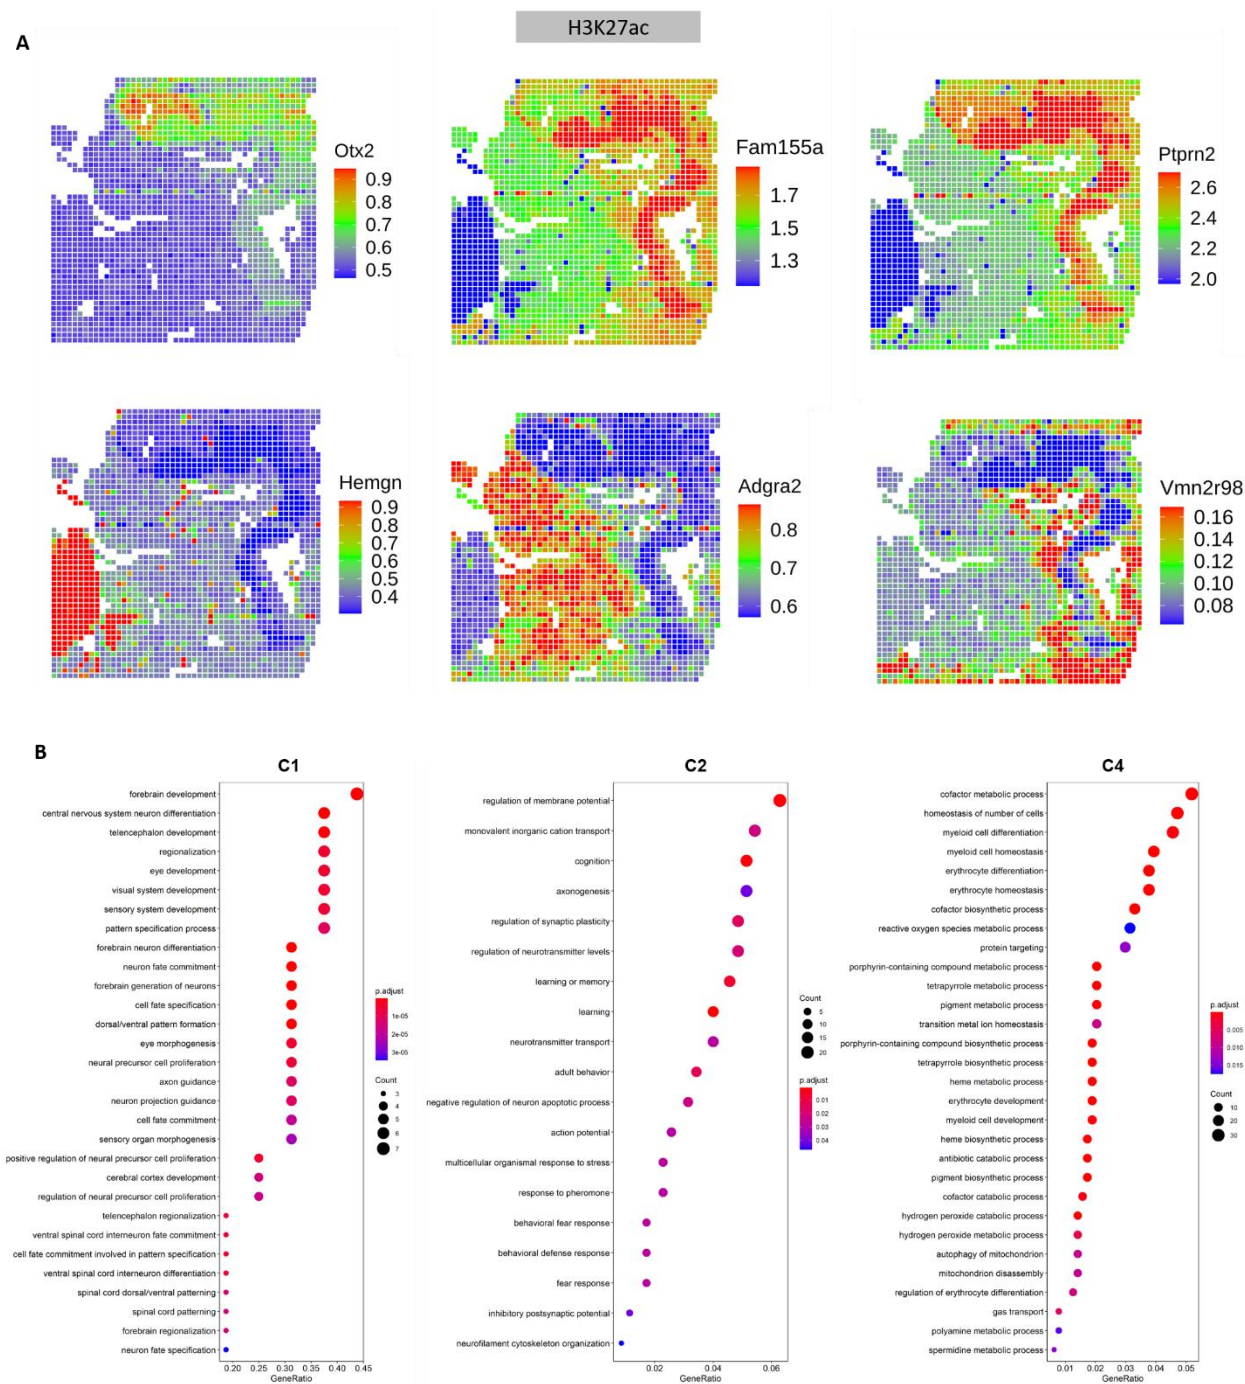 H3K27ac
A
Otx2
0.9
0.8
0.7
0.6
0.5
Fam155a
1.7
1.5
1.3
Ptprn2
2.6
2.4
2.2
2.0
Hemgn
0.9
0.8
0.7
0.6
0.5
0.4
Adgra2
0.8
0.7
0.6
Vmn2r98
0.16
0.14
0.12
0.10
0.08
B
C1
forebrain development
central nervous system neuron differentiation
telencephalon development
regionalization
eye development
visual system development
sensory system development
pattern specification process
forebrain neuron differentiation
neuron fate commitment
forebrain generation of neurons
cell fate specification
dorsal/ventral pattern formation
eye morphogenesis
neural precursor cell proliferation
axon guidance
neuron projection guidance
cell fate commitment
sensory organ morphogenesis
positive regulation of neural precursor cell proliferation
cerebral cortex development
regulation of neural precursor cell proliferation
telencephalon regionalization
ventral spinal cord interneuron fate commitment
cell fate commitment involved in pattern specification
ventral spinal cord interneuron differentiation
spinal cord dorsal/ventral patterning
spinal cord patterning
forebrain regionalization
neuron fate specification
0.20 0.25 0.30 0.35 0.40 0.45
GeneRatio
p.adjust
1e-05
2e-05
3e-05
Count
3
4
5
6
7
C2
regulation of membrane potential
monovalent inorganic cation transport
cognition
axonogenesis
regulation of synaptic plasticity
regulation of neurotransmitter levels
learning or memory
learning
neurotransmitter transport
adult behavior
negative regulation of neuron apoptotic process
action potential
multicellular organismal response to stress
response to pheromone
behavioral fear response
behavioral defense response
fear response
inhibitory postsynaptic potential
neurofilament cytoskeleton organization
0.02 0.04 0.06
GeneRatio
Count
5
10
15
20
p.adjust
0.01
0.02
0.03
0.04
C4
cofactor metabolic process
homeostasis of number of cells
myeloid cell differentiation
myeloid cell homeostasis
erythrocyte differentiation
erythrocyte homeostasis
cofactor biosynthetic process
reactive oxygen species metabolic process
protein targeting
porphyrin-containing compound metabolic process
tetrapyrrole metabolic process
pigment metabolic process
transition metal ion homeostasis
porphyrin-containing compound biosynthetic process
tetrapyrrole biosynthetic process
heme metabolic process
erythrocyte development
myeloid cell development
heme biosynthetic process
antibiotic catabolic process
pigment biosynthetic process
cofactor catabolic process
hydrogen peroxide catabolic process
hydrogen peroxide metabolic process
autophagy of mitochondrion
mitochondrion disassembly
regulation of erythrocyte differentiation
gas transport
polyamine metabolic process
spermidine metabolic process
0.01 0.02 0.03 0.04 0.05
GeneRatio
p.adjust
0.005
0.010
0.015
Count
10
20
30